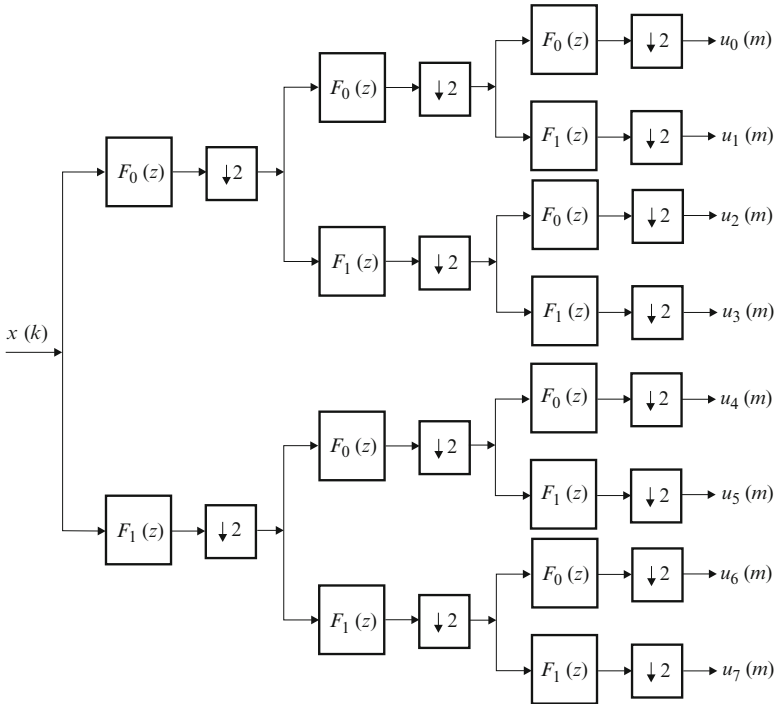 F₀ (z) ↓2 u₀ (m)
F₀ (z) ↓2
F₁ (z) ↓2 u₁ (m)
F₀ (z) ↓2
F₀ (z) ↓2 u₂ (m)
F₁ (z) ↓2
F₁ (z) ↓2 u₃ (m)
x (k)
F₀ (z) ↓2 u₄ (m)
F₀ (z) ↓2
F₁ (z) ↓2 u₅ (m)
F₁ (z) ↓2
F₀ (z) ↓2 u₆ (m)
F₁ (z) ↓2
F₁ (z) ↓2 u₇ (m)